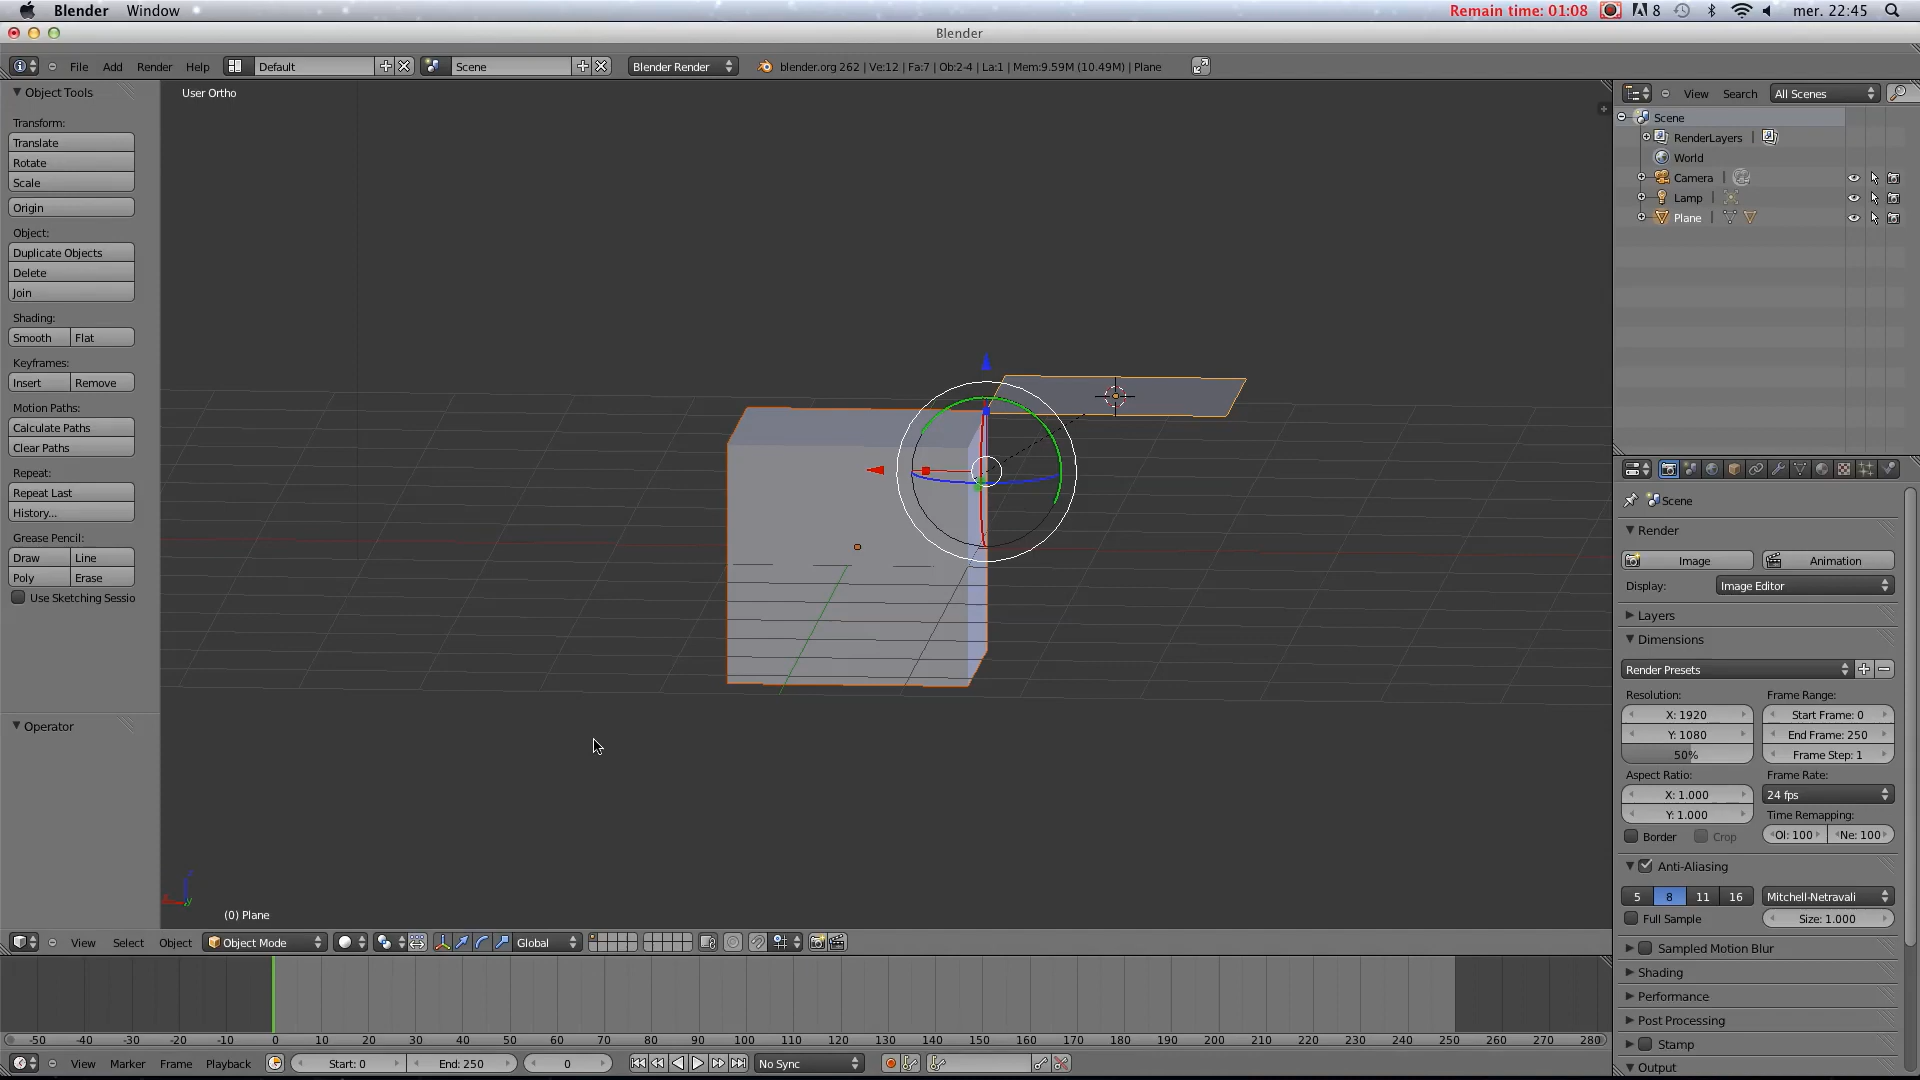 Blender Window Remain time: 01:08 8 mer. 22:45
Blender
File Add Render Help Default Scene Blender Render blender.org 262 | Ve:12 | Fa:7 | Ob:2-4 | La:1 | Mem:9.59M (10.49M) | Plane
Object Tools
Transform:
Translate
Rotate
Scale
Origin
Object:
Duplicate Objects
Delete
Join
Shading:
Smooth Flat
Keyframes:
Insert Remove
Motion Paths:
Calculate Paths
Clear Paths
Repeat:
Repeat Last
History...
Grease Pencil:
Draw Line
Poly Erase
Use Sketching Sessio
Operator
User Ortho
(0) Plane
View Select Object Object Mode Global
-50 -40 -30 -20 -10 0 10 20 30 40 50 60 70 80 90 100 110 120 130 140 150 160 170 180 190 200 210 220 230 240 250 260 270 280
View Marker Frame Playback Start: 0 End: 250 0 No Sync
View Search All Scenes
Scene
RenderLayers |
World
Camera |
Lamp |
Plane |
Scene
Render
Image Animation
Display: Image Editor
Layers
Dimensions
Render Presets
Resolution: Frame Range:
X: 1920 Start Frame: 0
Y: 1080 End Frame: 250
50% Frame Step: 1
Aspect Ratio: Frame Rate:
X: 1.000 24 fps
Y: 1.000 Time Remapping:
Border Crop Ol: 100 Ne: 100
Anti-Aliasing
5 8 11 16 Mitchell-Netravali
Full Sample Size: 1.000
Sampled Motion Blur
Shading
Performance
Post Processing
Stamp
Output